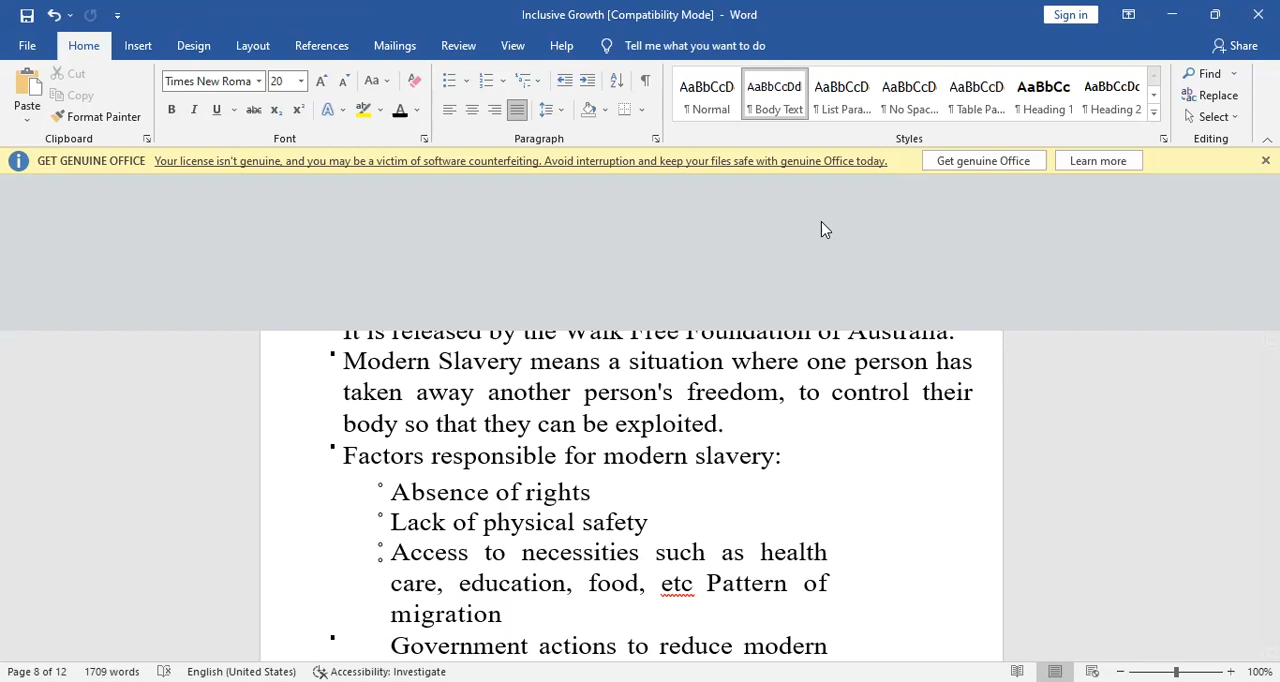 Inclusive Growth [Compatibility Mode] - Word
Sign in
File Home Insert Design Layout References Mailings Review View Help Tell me what you want to do Share
Paste
Cut
Copy
Format Painter
Clipboard
Times New Roma 20
Font
Paragraph
AaBbCcDc AaBbCcDd AaBbCcDd AaBbCcDd AaBbCcDd AaBbCc AaBbCcDc
¶ Normal ¶ Body Text ¶ List Para... ¶ No Spac... ¶ Table Pa... ¶ Heading 1 ¶ Heading 2
Styles
Find
Replace
Select
Editing
GET GENUINE OFFICE Your license isn't genuine, and you may be a victim of software counterfeiting. Avoid interruption and keep your files safe with genuine Office today. Get genuine Office Learn more
It is released by the Walk Free Foundation of Australia.
Modern Slavery means a situation where one person has
taken away another person's freedom, to control their
body so that they can be exploited.
Factors responsible for modern slavery:
Absence of rights
Lack of physical safety
Access to necessities such as health
care, education, food, etc Pattern of
migration
Government actions to reduce modern
Page 8 of 12 1709 words English (United States) Accessibility: Investigate 100%